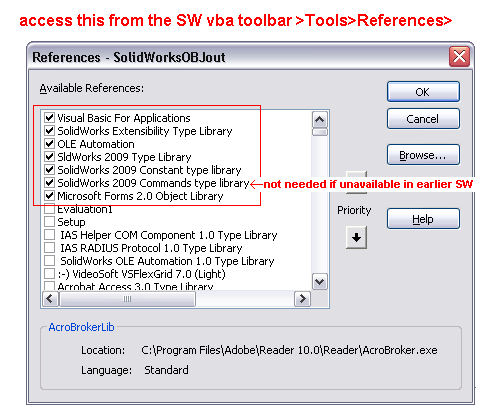 access this from the SW vba toolbar >Tools>References>
References - SolidWorksOBJout
Available References:
Visual Basic For Applications
SolidWorks Extensibility Type Library
OLE Automation
SldWorks 2009 Type Library
SolidWorks 2009 Constant type library
SolidWorks 2009 Commands type library
not needed if unavailable in earlier SW
Microsoft Forms 2.0 Object Library
Evaluation1
Setup
IAS Helper COM Component 1.0 Type Library
IAS RADIUS Protocol 1.0 Type Library
SolidWorks OLE Automation 1.0 Type Library
:-) VideoSoft VSFlexGrid 7.0 (Light)
Acrobat Access 3.0 Type Library
OK
Cancel
Browse...
Priority
Help
AcroBrokerLib
Location: C:\Program Files\Adobe\Reader 10.0\Reader\AcroBroker.exe
Language: Standard